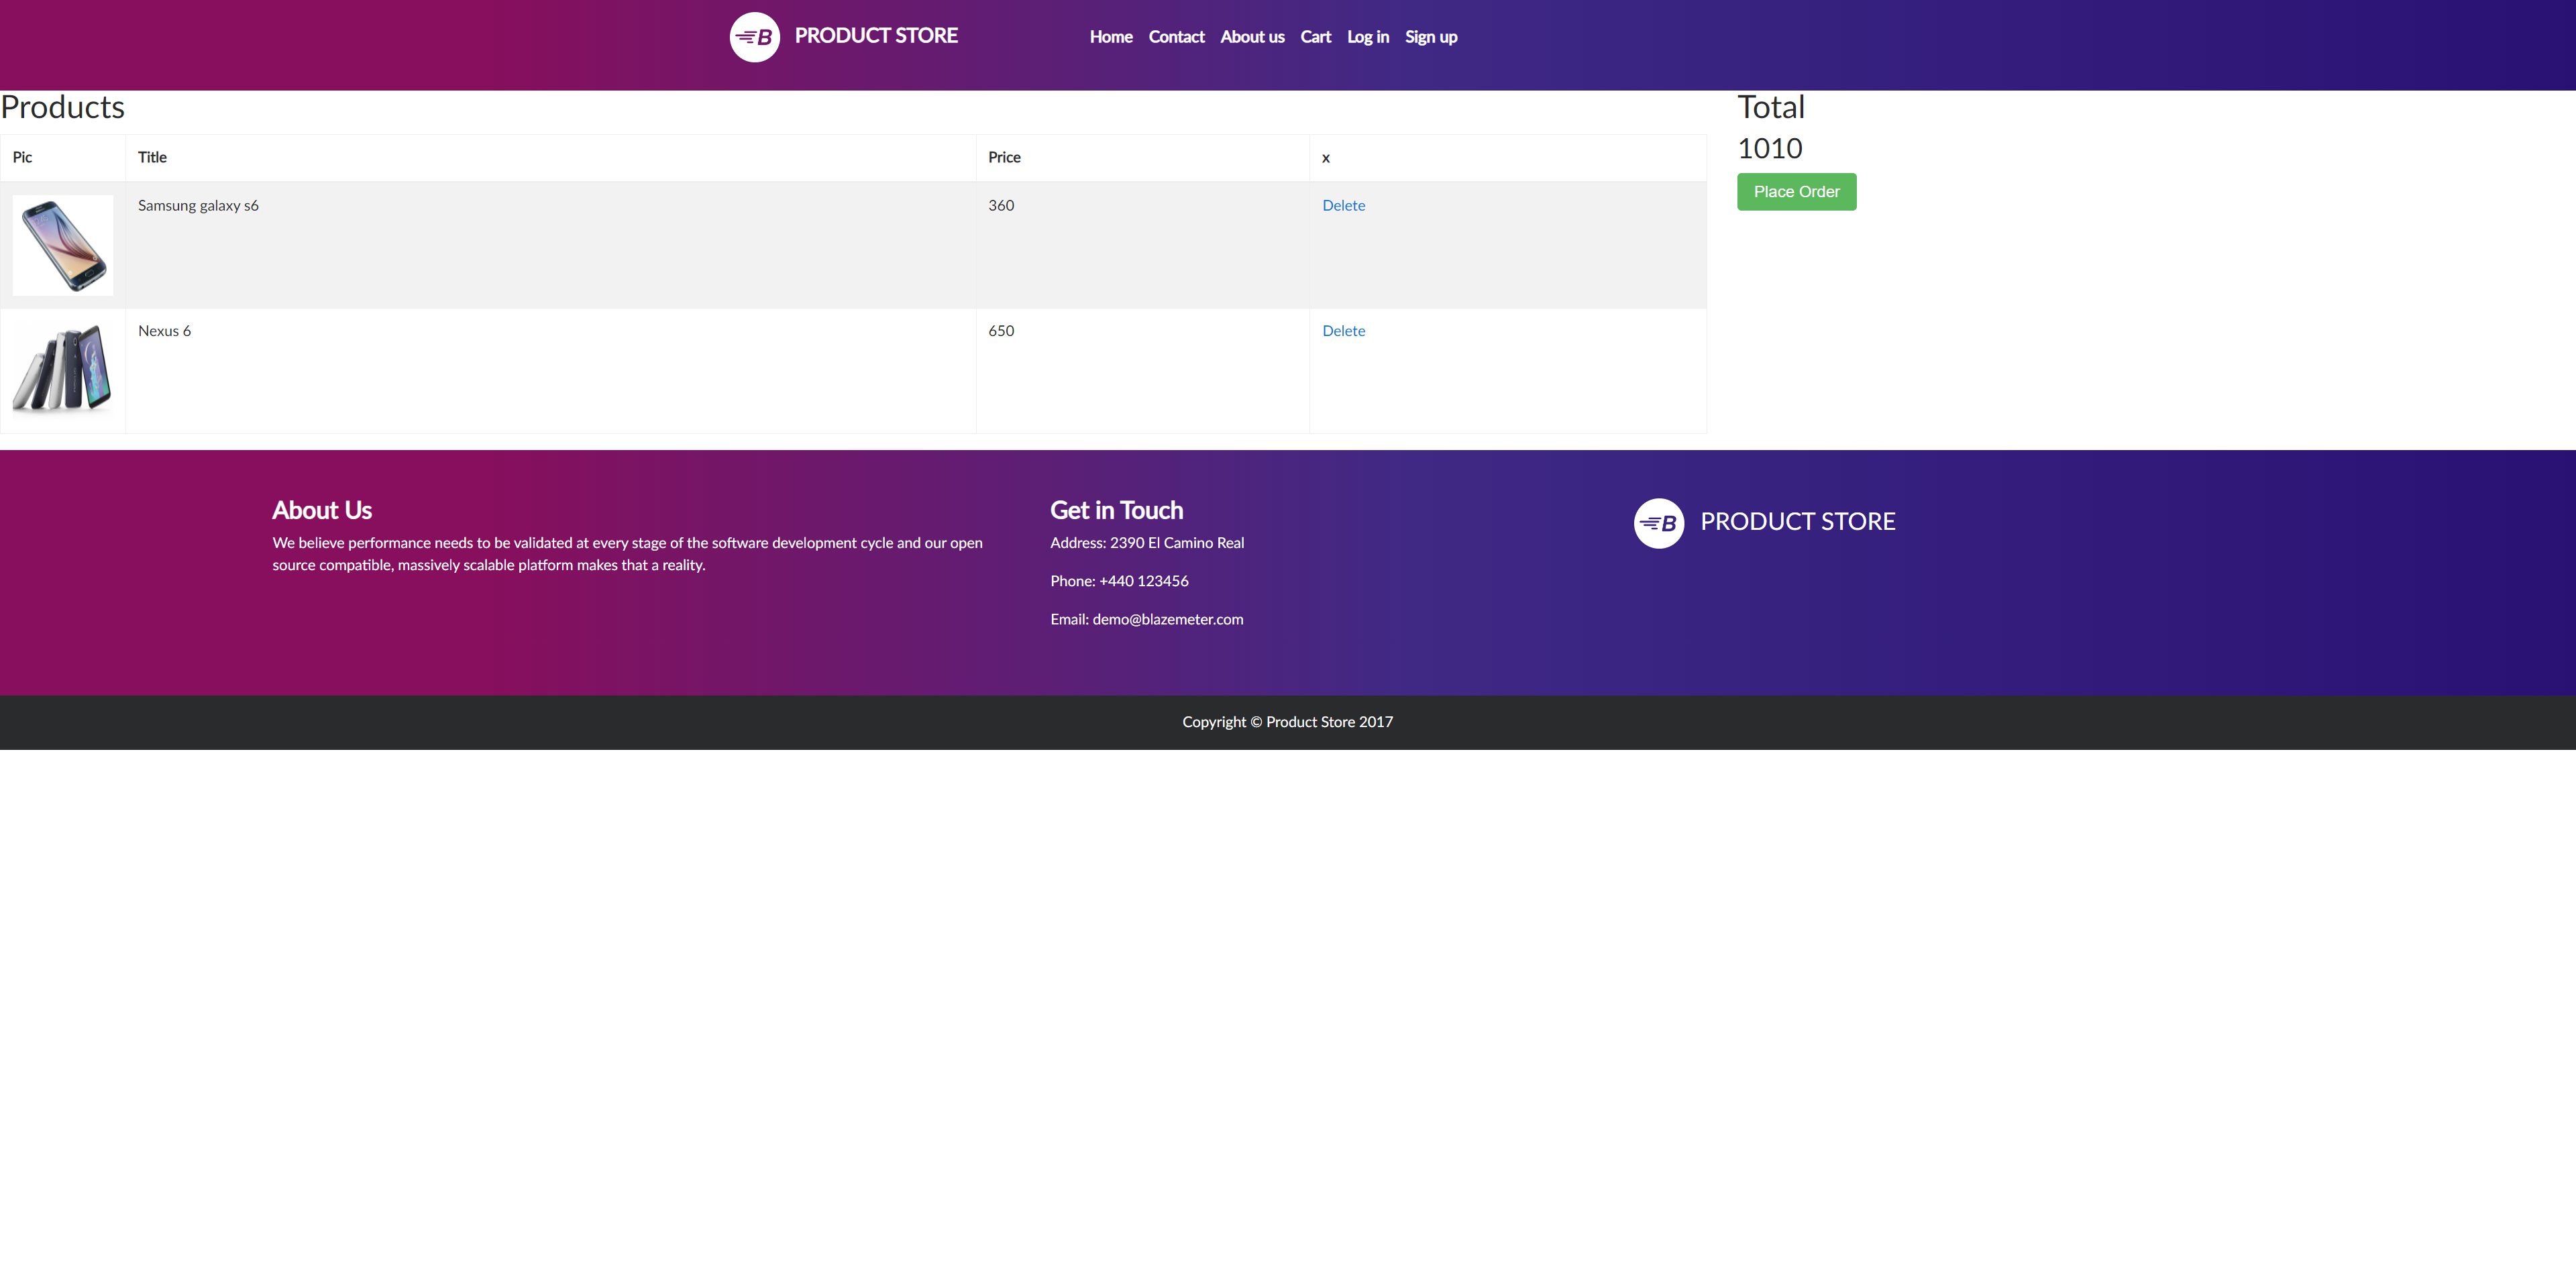 B PRODUCT STORE
Home Contact About us Cart Log in Sign up
Products
Pic Title Price x
Samsung galaxy s6 360 Delete
Nexus 6 650 Delete
Total
1010
Place Order
About Us
We believe performance needs to be validated at every stage of the software development cycle and our open
source compatible, massively scalable platform makes that a reality.
Get in Touch
Address: 2390 El Camino Real
Phone: +440 123456
Email: demo@blazemeter.com
B PRODUCT STORE
Copyright © Product Store 2017